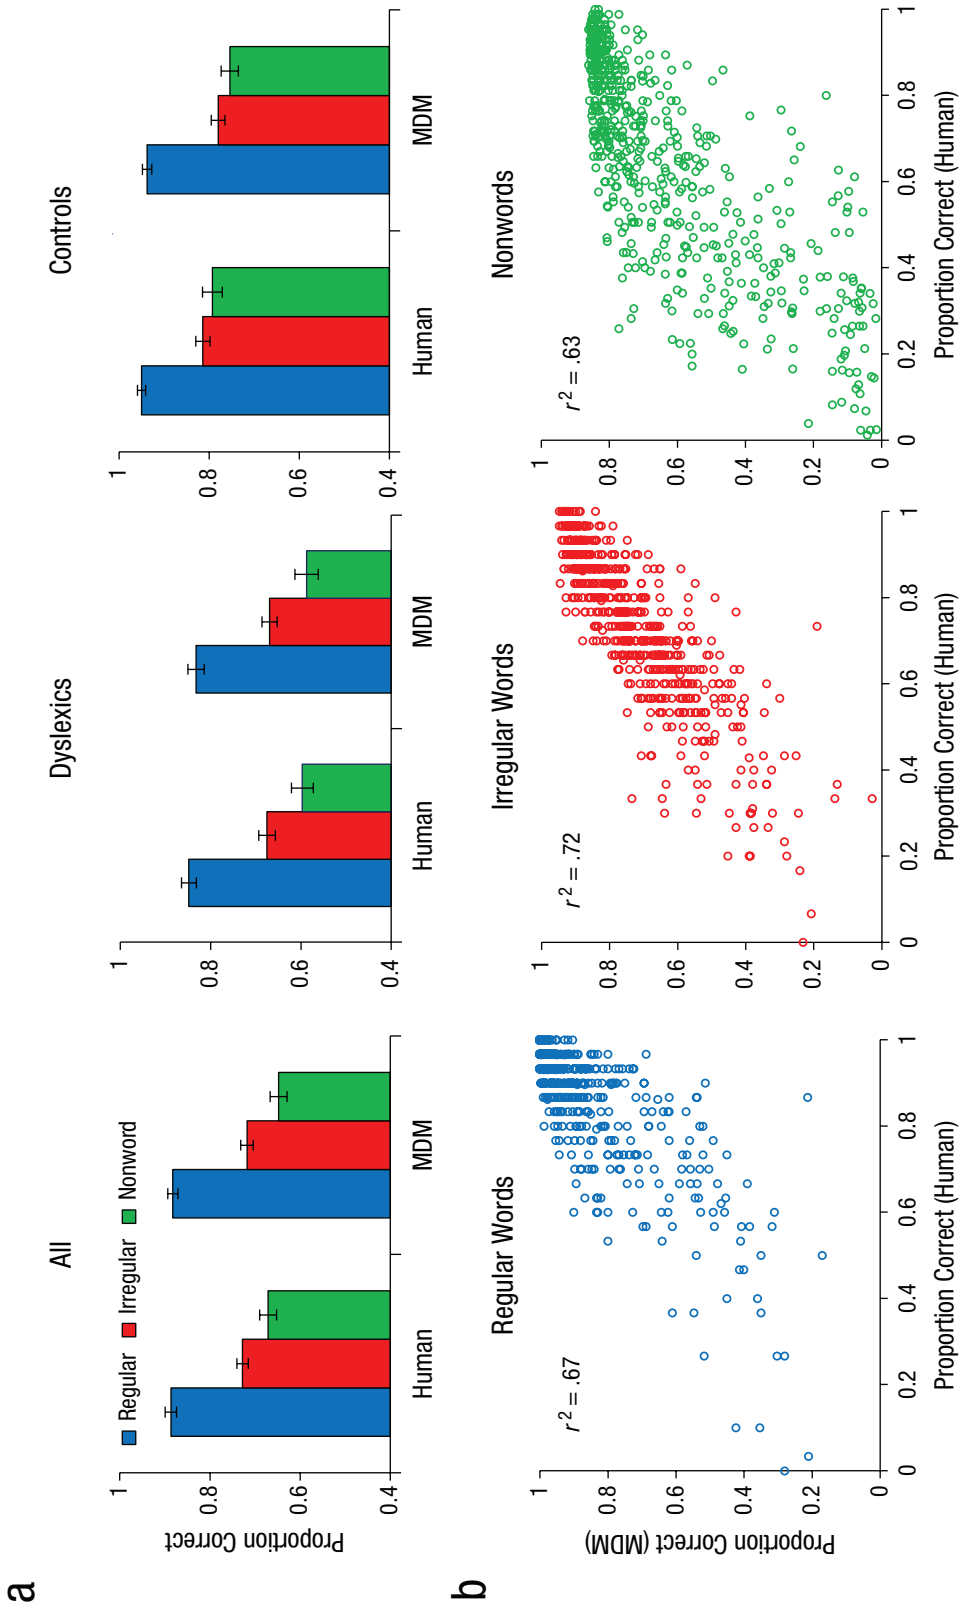 a
All
Dyslexics
Controls
Regular Irregular Nonword
Proportion Correct
1
0.8
0.6
0.4
Human
MDM
1
0.8
0.6
0.4
Human
MDM
1
0.8
0.6
0.4
Human
MDM
b
Regular Words
r² = .67
Proportion Correct (MDM)
1
0.8
0.6
0.4
0.2
0
0
0.2
0.4
0.6
0.8
1
Proportion Correct (Human)
Irregular Words
r² = .72
1
0.8
0.6
0.4
0.2
0
0
0.2
0.4
0.6
0.8
1
Proportion Correct (Human)
Nonwords
r² = .63
1
0.8
0.6
0.4
0.2
0
0
0.2
0.4
0.6
0.8
1
Proportion Correct (Human)